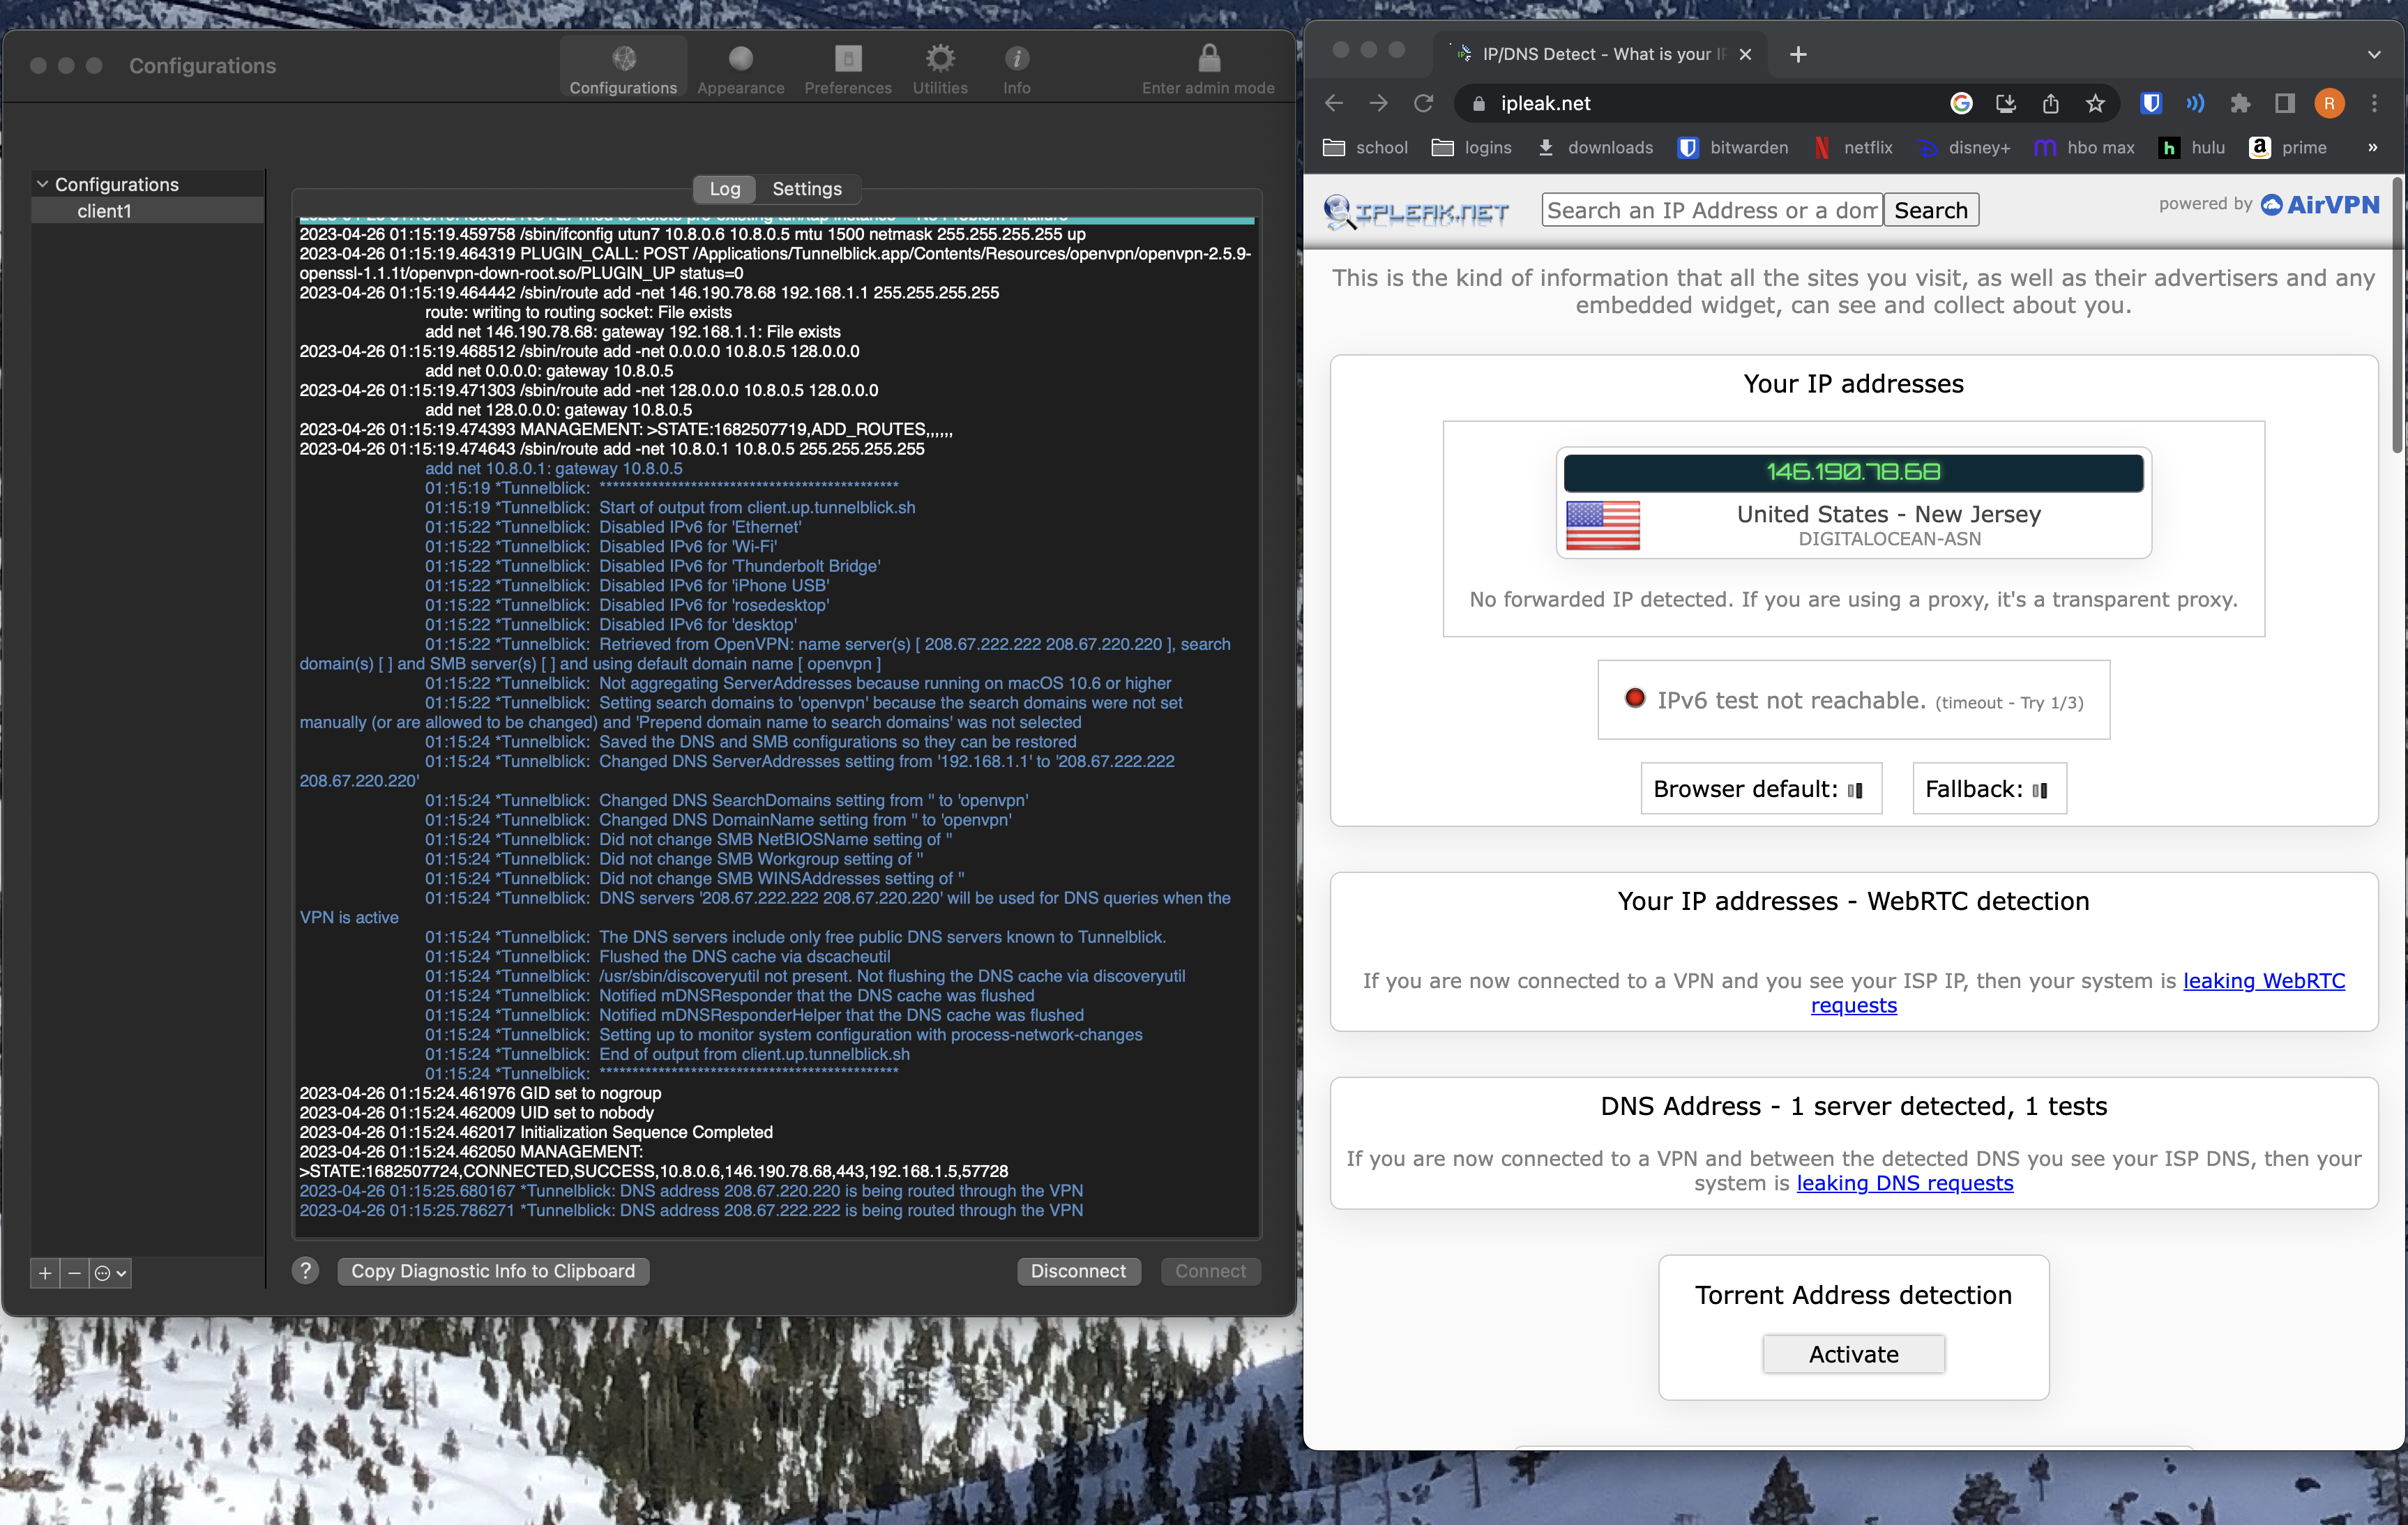 Configurations
Configurations
Appearance
Preferences
Utilities
Info
Enter admin mode
Configurations
client1
Log
Settings
2023-04-26 01:15:19.459758 /sbin/ifconfig utun7 10.8.0.6 10.8.0.5 mtu 1500 netmask 255.255.255.255 up
2023-04-26 01:15:19.464319 PLUGIN_CALL: POST /Applications/Tunnelblick.app/Contents/Resources/openvpn/openvpn-2.5.9-
openssl-1.1.1t/openvpn-down-root.so/PLUGIN_UP status=0
2023-04-26 01:15:19.464442 /sbin/route add -net 146.190.78.68 192.168.1.1 255.255.255.255
route: writing to routing socket: File exists
add net 146.190.78.68: gateway 192.168.1.1: File exists
2023-04-26 01:15:19.468512 /sbin/route add -net 0.0.0.0 10.8.0.5 128.0.0.0
add net 0.0.0.0: gateway 10.8.0.5
2023-04-26 01:15:19.471303 /sbin/route add -net 128.0.0.0 10.8.0.5 128.0.0.0
add net 128.0.0.0: gateway 10.8.0.5
2023-04-26 01:15:19.474393 MANAGEMENT: >STATE:1682507719,ADD_ROUTES,,,,,,
2023-04-26 01:15:19.474643 /sbin/route add -net 10.8.0.1 10.8.0.5 255.255.255.255
add net 10.8.0.1: gateway 10.8.0.5
01:15:19 *Tunnelblick:  **********************************************
01:15:19 *Tunnelblick:  Start of output from client.up.tunnelblick.sh
01:15:22 *Tunnelblick:  Disabled IPv6 for 'Ethernet'
01:15:22 *Tunnelblick:  Disabled IPv6 for 'Wi-Fi'
01:15:22 *Tunnelblick:  Disabled IPv6 for 'Thunderbolt Bridge'
01:15:22 *Tunnelblick:  Disabled IPv6 for 'iPhone USB'
01:15:22 *Tunnelblick:  Disabled IPv6 for 'rosedesktop'
01:15:22 *Tunnelblick:  Disabled IPv6 for 'desktop'
01:15:22 *Tunnelblick:  Retrieved from OpenVPN: name server(s) [ 208.67.222.222 208.67.220.220 ], search
domain(s) [ ] and SMB server(s) [ ] and using default domain name [ openvpn ]
01:15:22 *Tunnelblick:  Not aggregating ServerAddresses because running on macOS 10.6 or higher
01:15:22 *Tunnelblick:  Setting search domains to 'openvpn' because the search domains were not set
manually (or are allowed to be changed) and 'Prepend domain name to search domains' was not selected
01:15:24 *Tunnelblick:  Saved the DNS and SMB configurations so they can be restored
01:15:24 *Tunnelblick:  Changed DNS ServerAddresses setting from '192.168.1.1' to '208.67.222.222
208.67.220.220'
01:15:24 *Tunnelblick:  Changed DNS SearchDomains setting from '' to 'openvpn'
01:15:24 *Tunnelblick:  Changed DNS DomainName setting from '' to 'openvpn'
01:15:24 *Tunnelblick:  Did not change SMB NetBIOSName setting of ''
01:15:24 *Tunnelblick:  Did not change SMB Workgroup setting of ''
01:15:24 *Tunnelblick:  Did not change SMB WINSAddresses setting of ''
01:15:24 *Tunnelblick:  DNS servers '208.67.222.222 208.67.220.220' will be used for DNS queries when the
VPN is active
01:15:24 *Tunnelblick:  The DNS servers include only free public DNS servers known to Tunnelblick.
01:15:24 *Tunnelblick:  Flushed the DNS cache via dscacheutil
01:15:24 *Tunnelblick:  /usr/sbin/discoveryutil not present. Not flushing the DNS cache via discoveryutil
01:15:24 *Tunnelblick:  Notified mDNSResponder that the DNS cache was flushed
01:15:24 *Tunnelblick:  Notified mDNSResponderHelper that the DNS cache was flushed
01:15:24 *Tunnelblick:  Setting up to monitor system configuration with process-network-changes
01:15:24 *Tunnelblick:  End of output from client.up.tunnelblick.sh
01:15:24 *Tunnelblick:  **********************************************
2023-04-26 01:15:24.461976 GID set to nogroup
2023-04-26 01:15:24.462009 UID set to nobody
2023-04-26 01:15:24.462017 Initialization Sequence Completed
2023-04-26 01:15:24.462050 MANAGEMENT:
>STATE:1682507724,CONNECTED,SUCCESS,10.8.0.6,146.190.78.68,443,192.168.1.5,57728
2023-04-26 01:15:25.680167 *Tunnelblick: DNS address 208.67.220.220 is being routed through the VPN
2023-04-26 01:15:25.786271 *Tunnelblick: DNS address 208.67.222.222 is being routed through the VPN
?
Copy Diagnostic Info to Clipboard
Disconnect
Connect
IP/DNS Detect - What is your IP
ipleak.net
R
school
logins
downloads
bitwarden
netflix
disney+
hbo max
hulu
prime
»
IPLEAK.NET
Search an IP Address or a dom
Search
powered by AirVPN
This is the kind of information that all the sites you visit, as well as their advertisers and any
embedded widget, can see and collect about you.
Your IP addresses
146.190.78.68
United States - New Jersey
DIGITALOCEAN-ASN
No forwarded IP detected. If you are using a proxy, it's a transparent proxy.
IPv6 test not reachable. (timeout - Try 1/3)
Browser default:
Fallback:
Your IP addresses - WebRTC detection
If you are now connected to a VPN and you see your ISP IP, then your system is leaking WebRTC
requests
DNS Address - 1 server detected, 1 tests
If you are now connected to a VPN and between the detected DNS you see your ISP DNS, then your
system is leaking DNS requests
Torrent Address detection
Activate